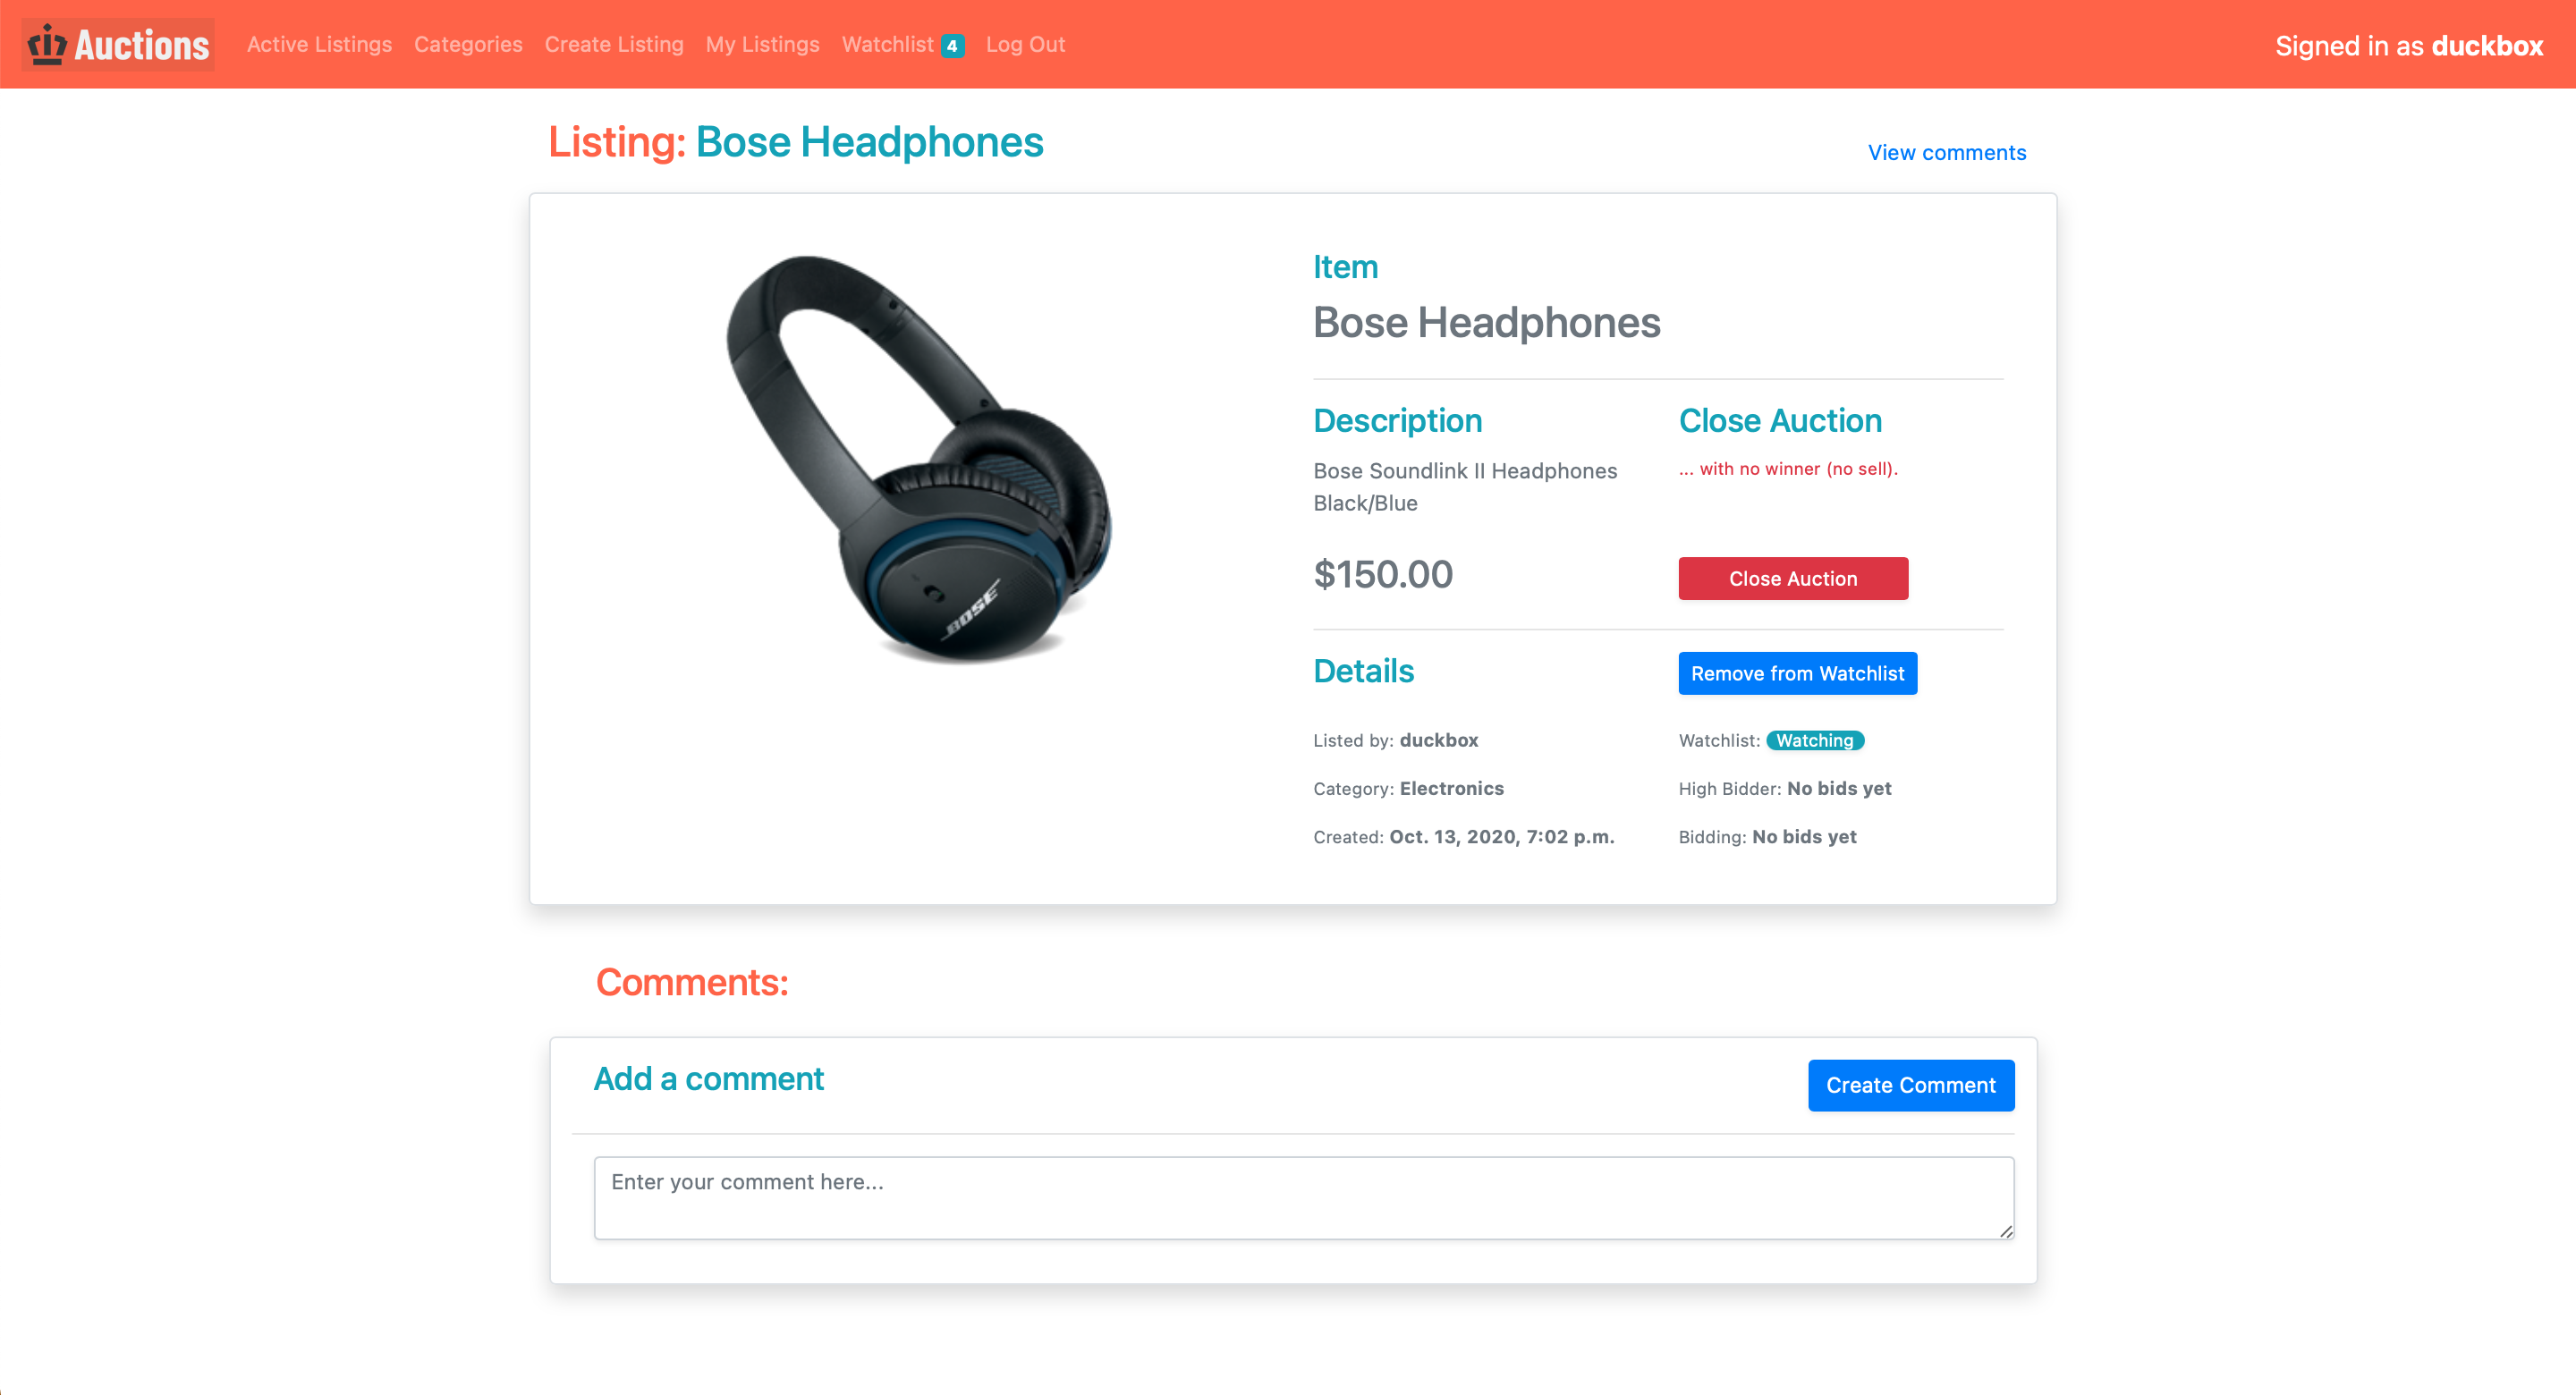 Auctions
Active Listings Categories Create Listing My Listings Watchlist 4 Log Out
Signed in as duckbox
Listing: Bose Headphones
View comments
BOSE
Item
Bose Headphones
Description
Bose Soundlink II Headphones
Black/Blue
$150.00
Close Auction
... with no winner (no sell).
Close Auction
Details
Remove from Watchlist
Listed by: duckbox
Watchlist: Watching
Category: Electronics
High Bidder: No bids yet
Created: Oct. 13, 2020, 7:02 p.m.
Bidding: No bids yet
Comments:
Add a comment
Create Comment
Enter your comment here...